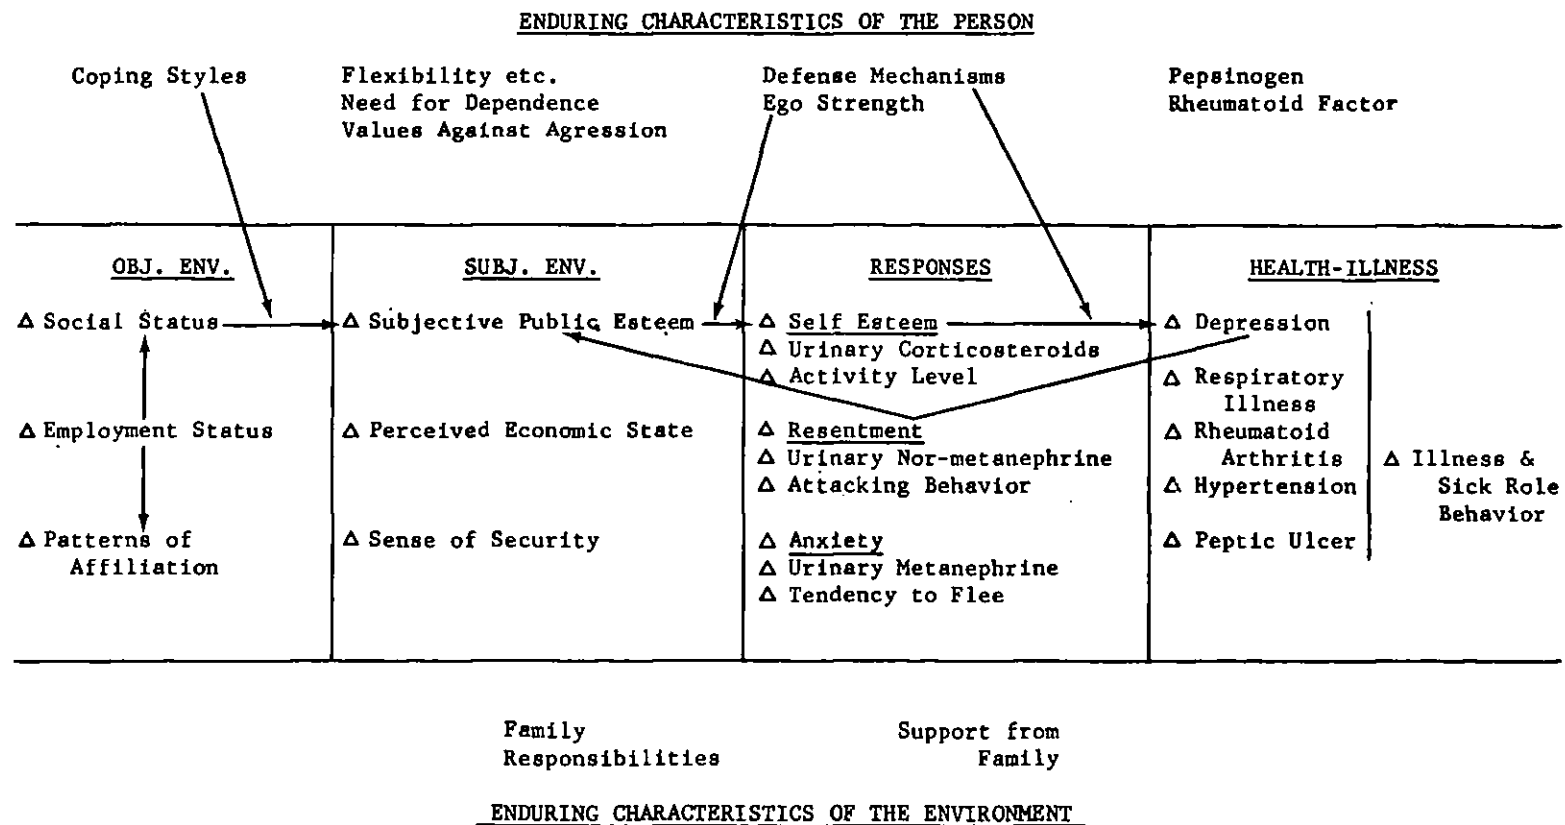 ENDURING CHARACTERISTICS OF THE PERSON
Coping Styles
Flexibility etc.
Need for Dependence
Values Against Agression
Defense Mechanisms
Ego Strength
Pepsinogen
Rheumatoid Factor
OBJ. ENV.
Δ Social Status
Δ Employment Status
Δ Patterns of
Affiliation
SUBJ. ENV.
Δ Subjective Public Esteem
Δ Perceived Economic State
Δ Sense of Security
RESPONSES
Δ Self Esteem
Δ Urinary Corticosteroids
Δ Activity Level
Δ Resentment
Δ Urinary Nor-metanephrine
Δ Attacking Behavior
Δ Anxiety
Δ Urinary Metanephrine
Δ Tendency to Flee
HEALTH-ILLNESS
Δ Depression
Δ Respiratory
Illness
Δ Rheumatoid
Arthritis
Δ Hypertension
Δ Peptic Ulcer
Δ Illness &
Sick Role
Behavior
Family
Responsibilities
Support from
Family
ENDURING CHARACTERISTICS OF THE ENVIRONMENT